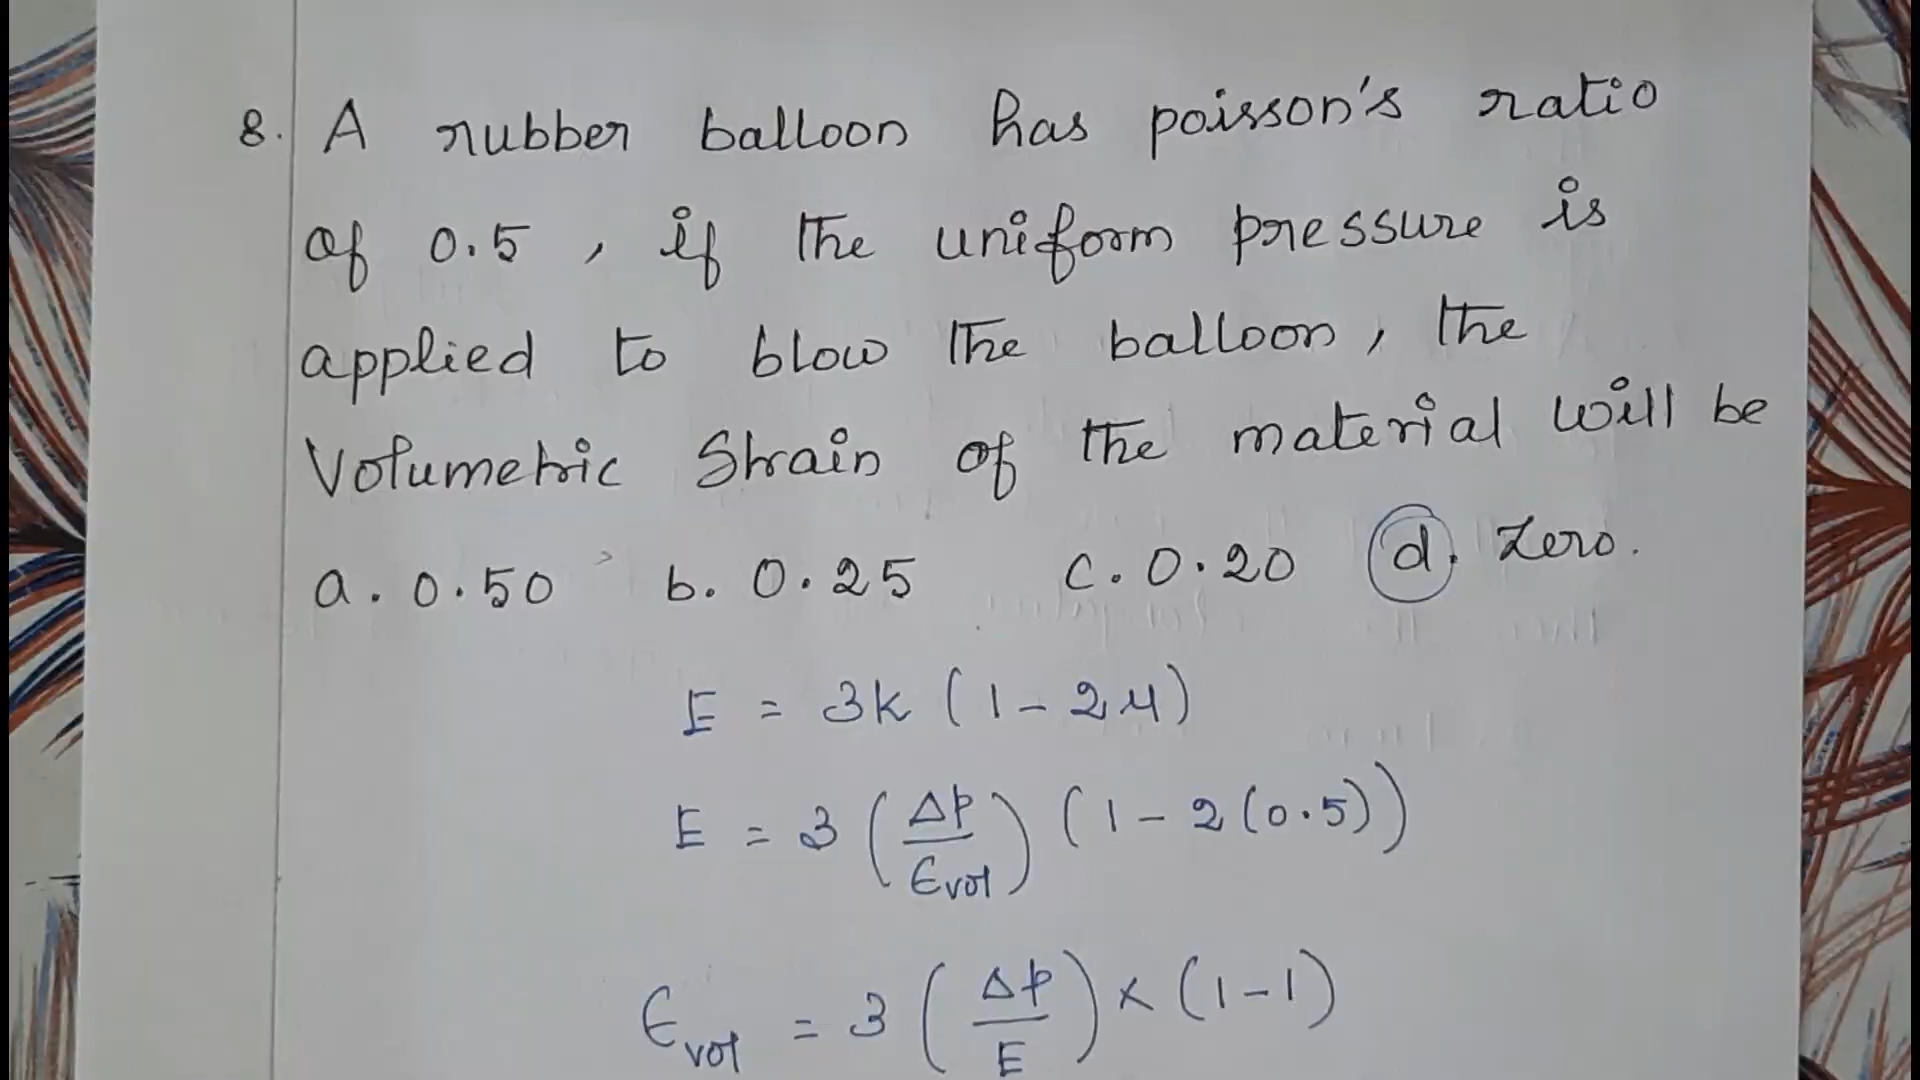 8. A rubber balloon has poisson's ratio
of 0.5, if the uniform pressure is
applied to blow the balloon, the
Volumetric Strain of the material will be
a. 0.50 b. 0.25 c. 0.20 d. Zero.
E = 3K (1 - 2μ)
E = 3 (Δp/ϵvol) (1 - 2(0.5))
ϵvol = 3 (Δp/E) × (1-1)